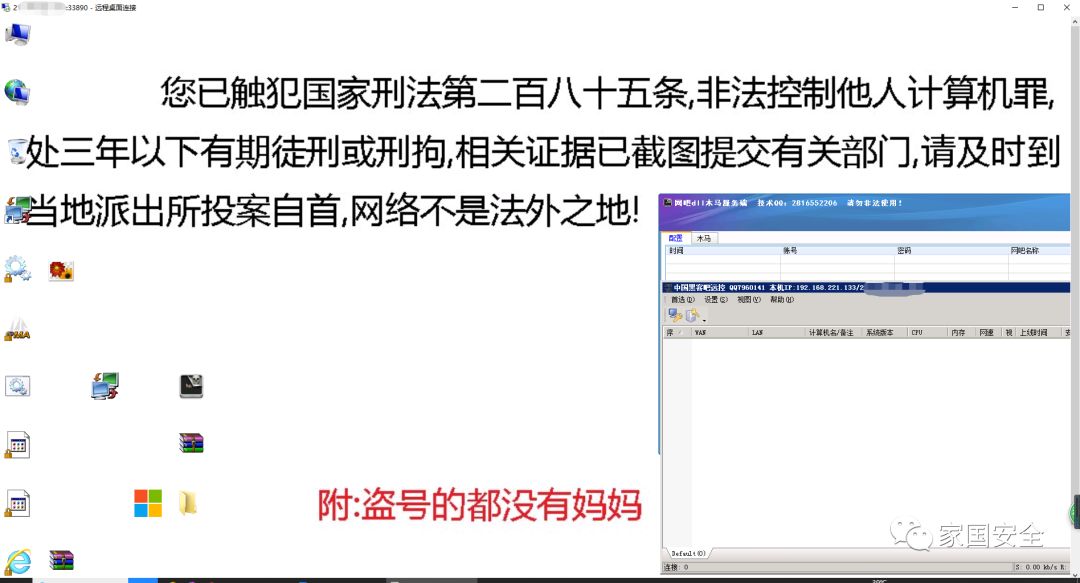 :33890 - 远程桌面连接
您已触犯国家刑法第二百八十五条,非法控制他人计算机罪,
处三年以下有期徒刑或刑拘,相关证据已截图提交有关部门,请及时到
当地派出所投案自首,网络不是法外之地!
网吧dll木马服务端 技术QQ: 2816552206 请勿非法使用!
配置 木马
时间 账号 密码 网吧名称
中国黑客吧远控 QQ7960141 本机IP:192.168.221.133/2
首选(D) 设置(C) 视图(V) 帮助(H)
序 WAN LAN 计算机名/备注 系统版本 CPU 内存 网速 视 上线时间
附:盗号的都没有妈妈
家国安全
Default(0)
连接: 0 S: 0.00 kb/s R: